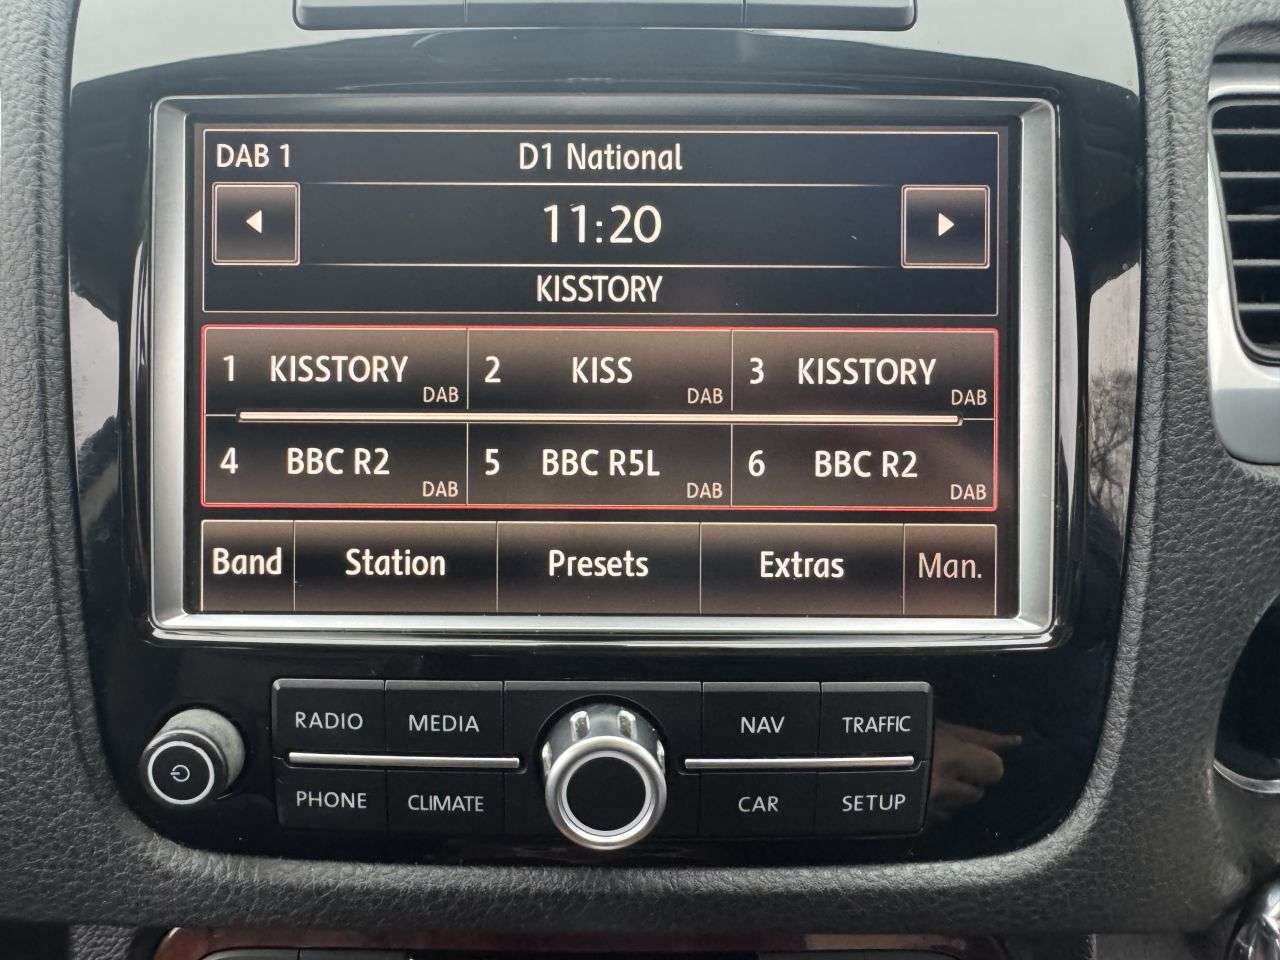 DAB 1 D1 National
11:20
KISSTORY
1 KISSTORY DAB 2 KISS DAB 3 KISSTORY DAB
4 BBC R2 DAB 5 BBC R5L DAB 6 BBC R2 DAB
Band Station Presets Extras Man.
RADIO MEDIA NAV TRAFFIC
PHONE CLIMATE CAR SETUP